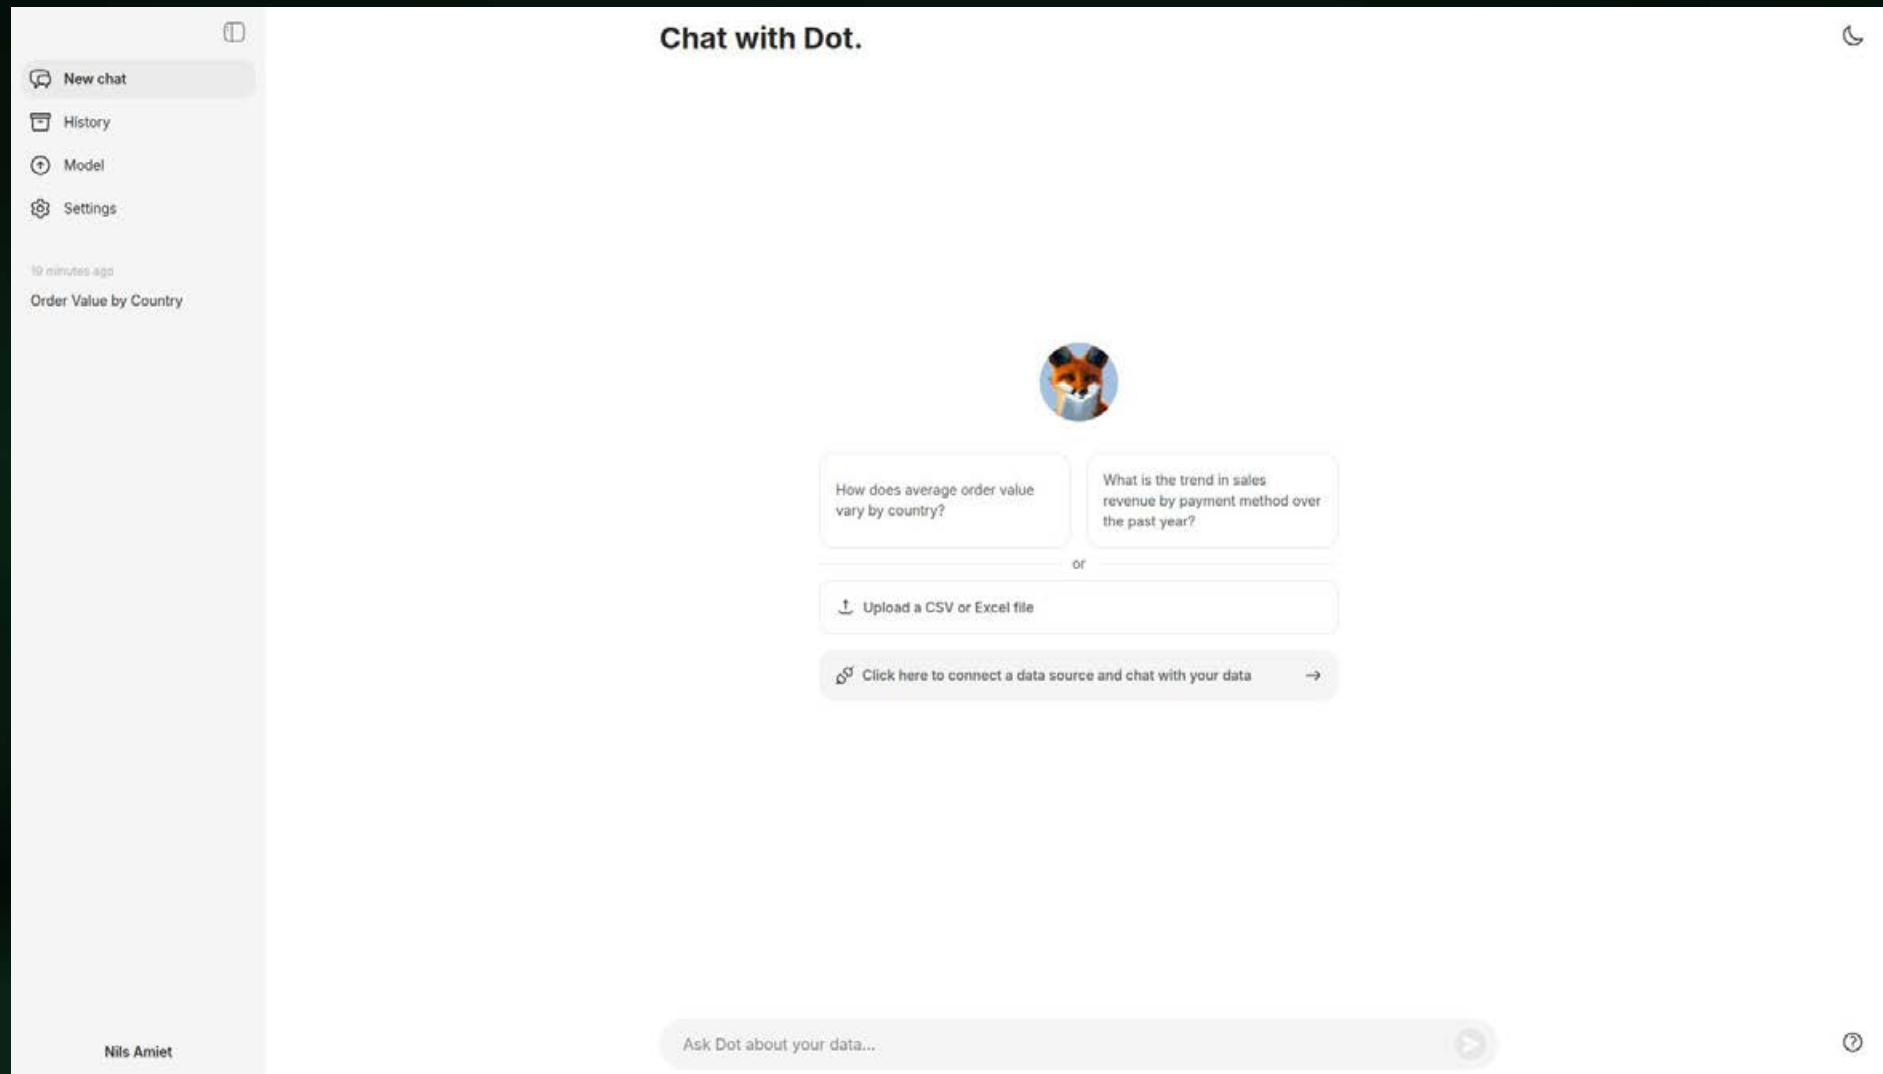 Chat with Dot.
New chat
History
Model
Settings
19 minutes ago
Order Value by Country
How does average order value
vary by country?
What is the trend in sales
revenue by payment method over
the past year?
or
Upload a CSV or Excel file
Click here to connect a data source and chat with your data
Nils Amiet
Ask Dot about your data...